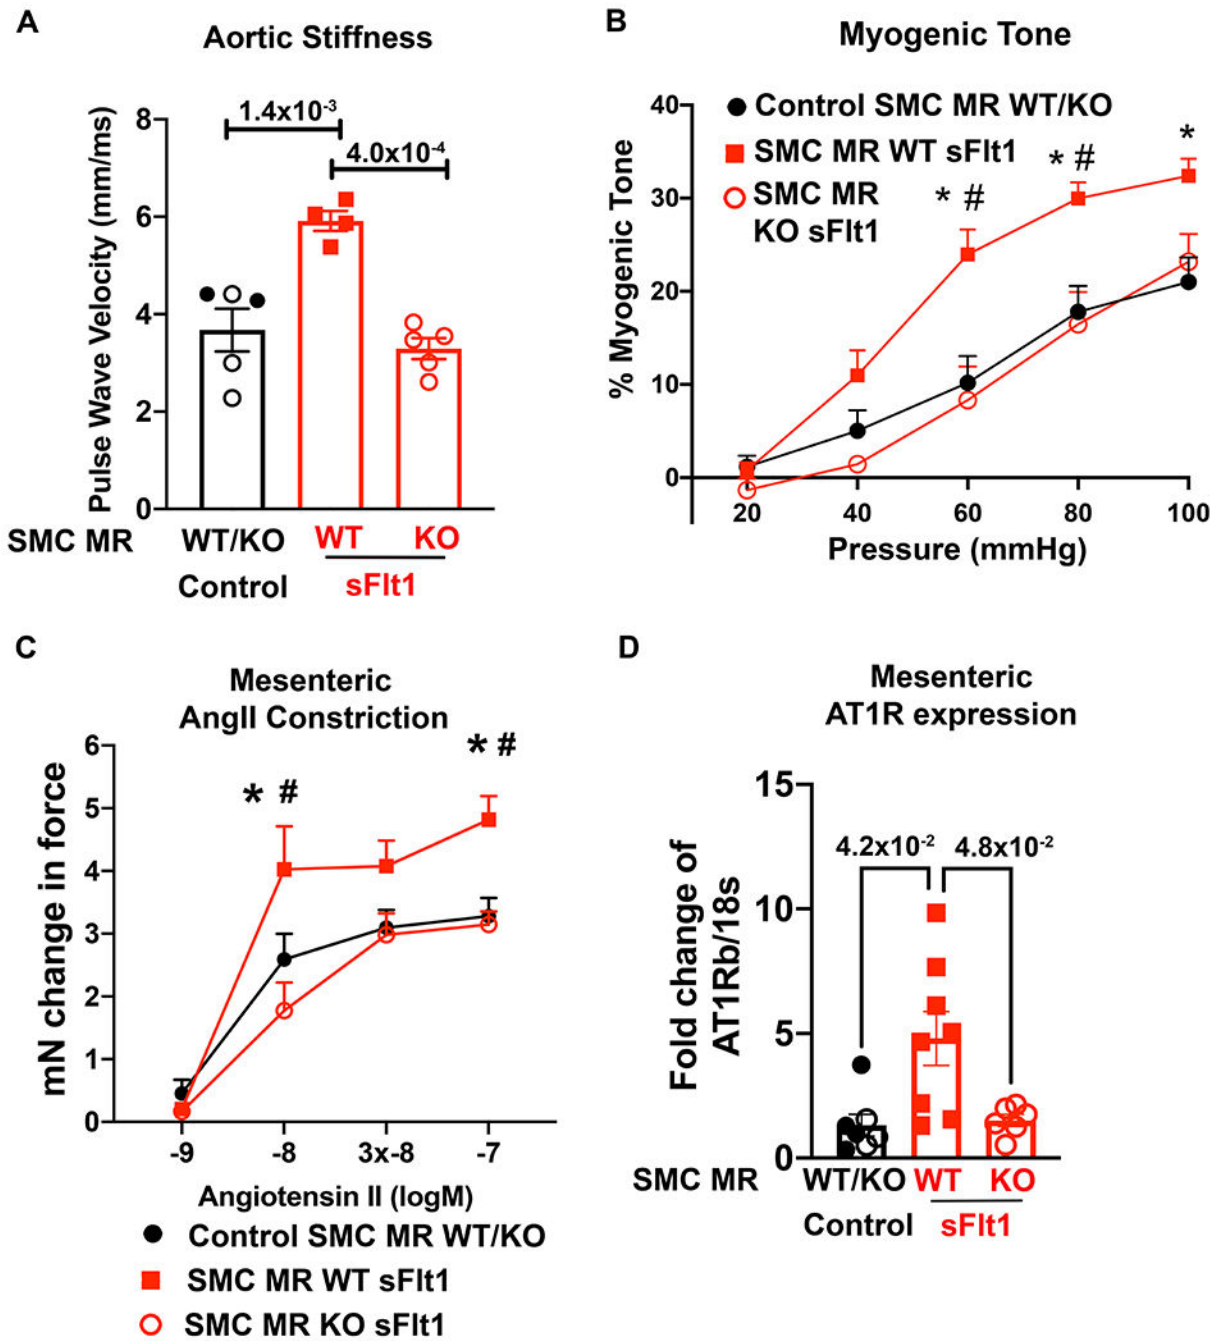 A
Aortic Stiffness
Pulse Wave Velocity (mm/ms)
8
6
4
2
0
1.4x10-3
4.0x10-4
SMC MR WT/KO WT KO
Control sFlt1
B
Myogenic Tone
% Myogenic Tone
40
30
20
10
0
Control SMC MR WT/KO
SMC MR WT sFlt1
SMC MR
KO sFlt1
* #
* #
*
20 40 60 80 100
Pressure (mmHg)
C
Mesenteric
AngII Constriction
mN change in force
6
5
4
3
2
1
0
* #
* #
-9 -8 3x-8 -7
Angiotensin II (logM)
Control SMC MR WT/KO
SMC MR WT sFlt1
SMC MR KO sFlt1
D
Mesenteric
AT1R expression
Fold change of
AT1Rb/18s
15
10
5
0
4.2x10-2 4.8x10-2
SMC MR WT/KO WT KO
Control sFlt1